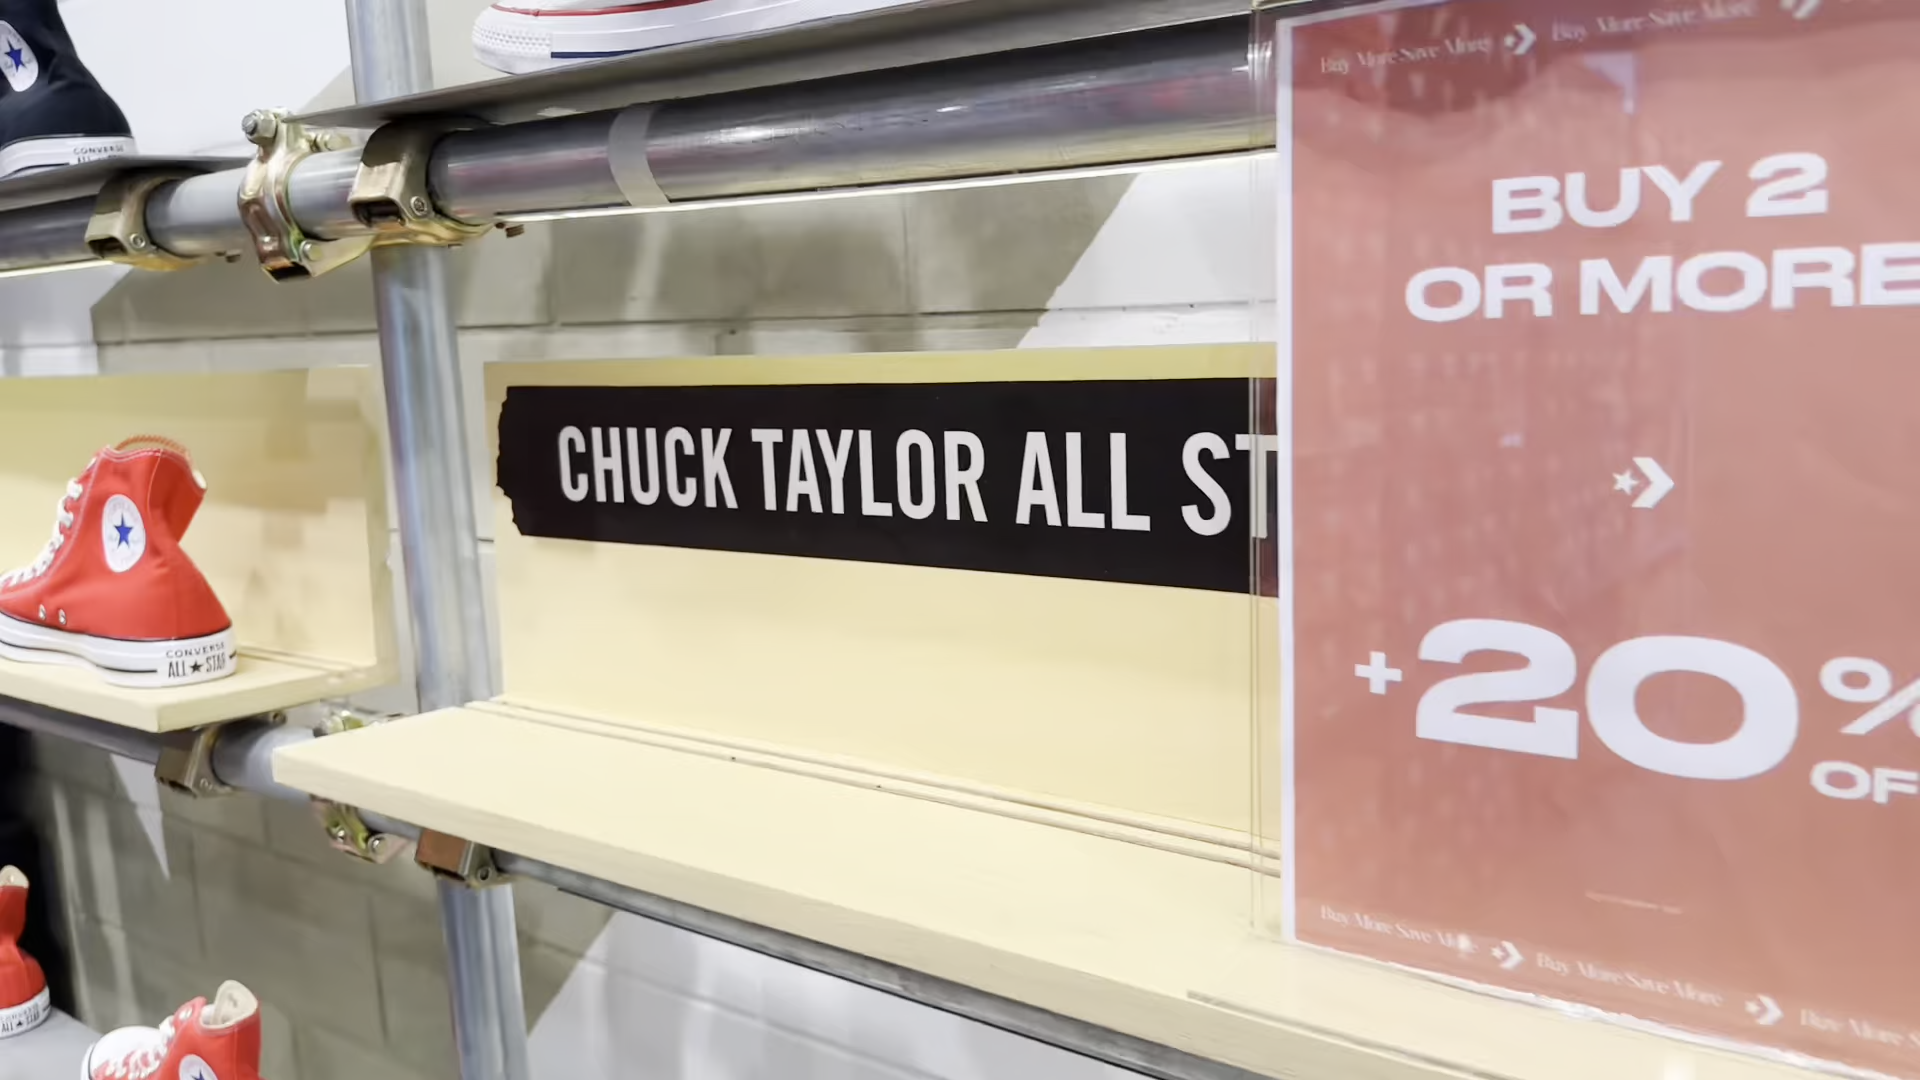 CONVERSE
ALL★STAR
CHUCK TAYLOR ALL ST
CONVERSE
ALL★STAR
ALL★STAR
Buy More Save More Buy More Save More
BUY 2
OR MORE
+20%
OF
Buy More Save More Buy More Save More Buy More Save